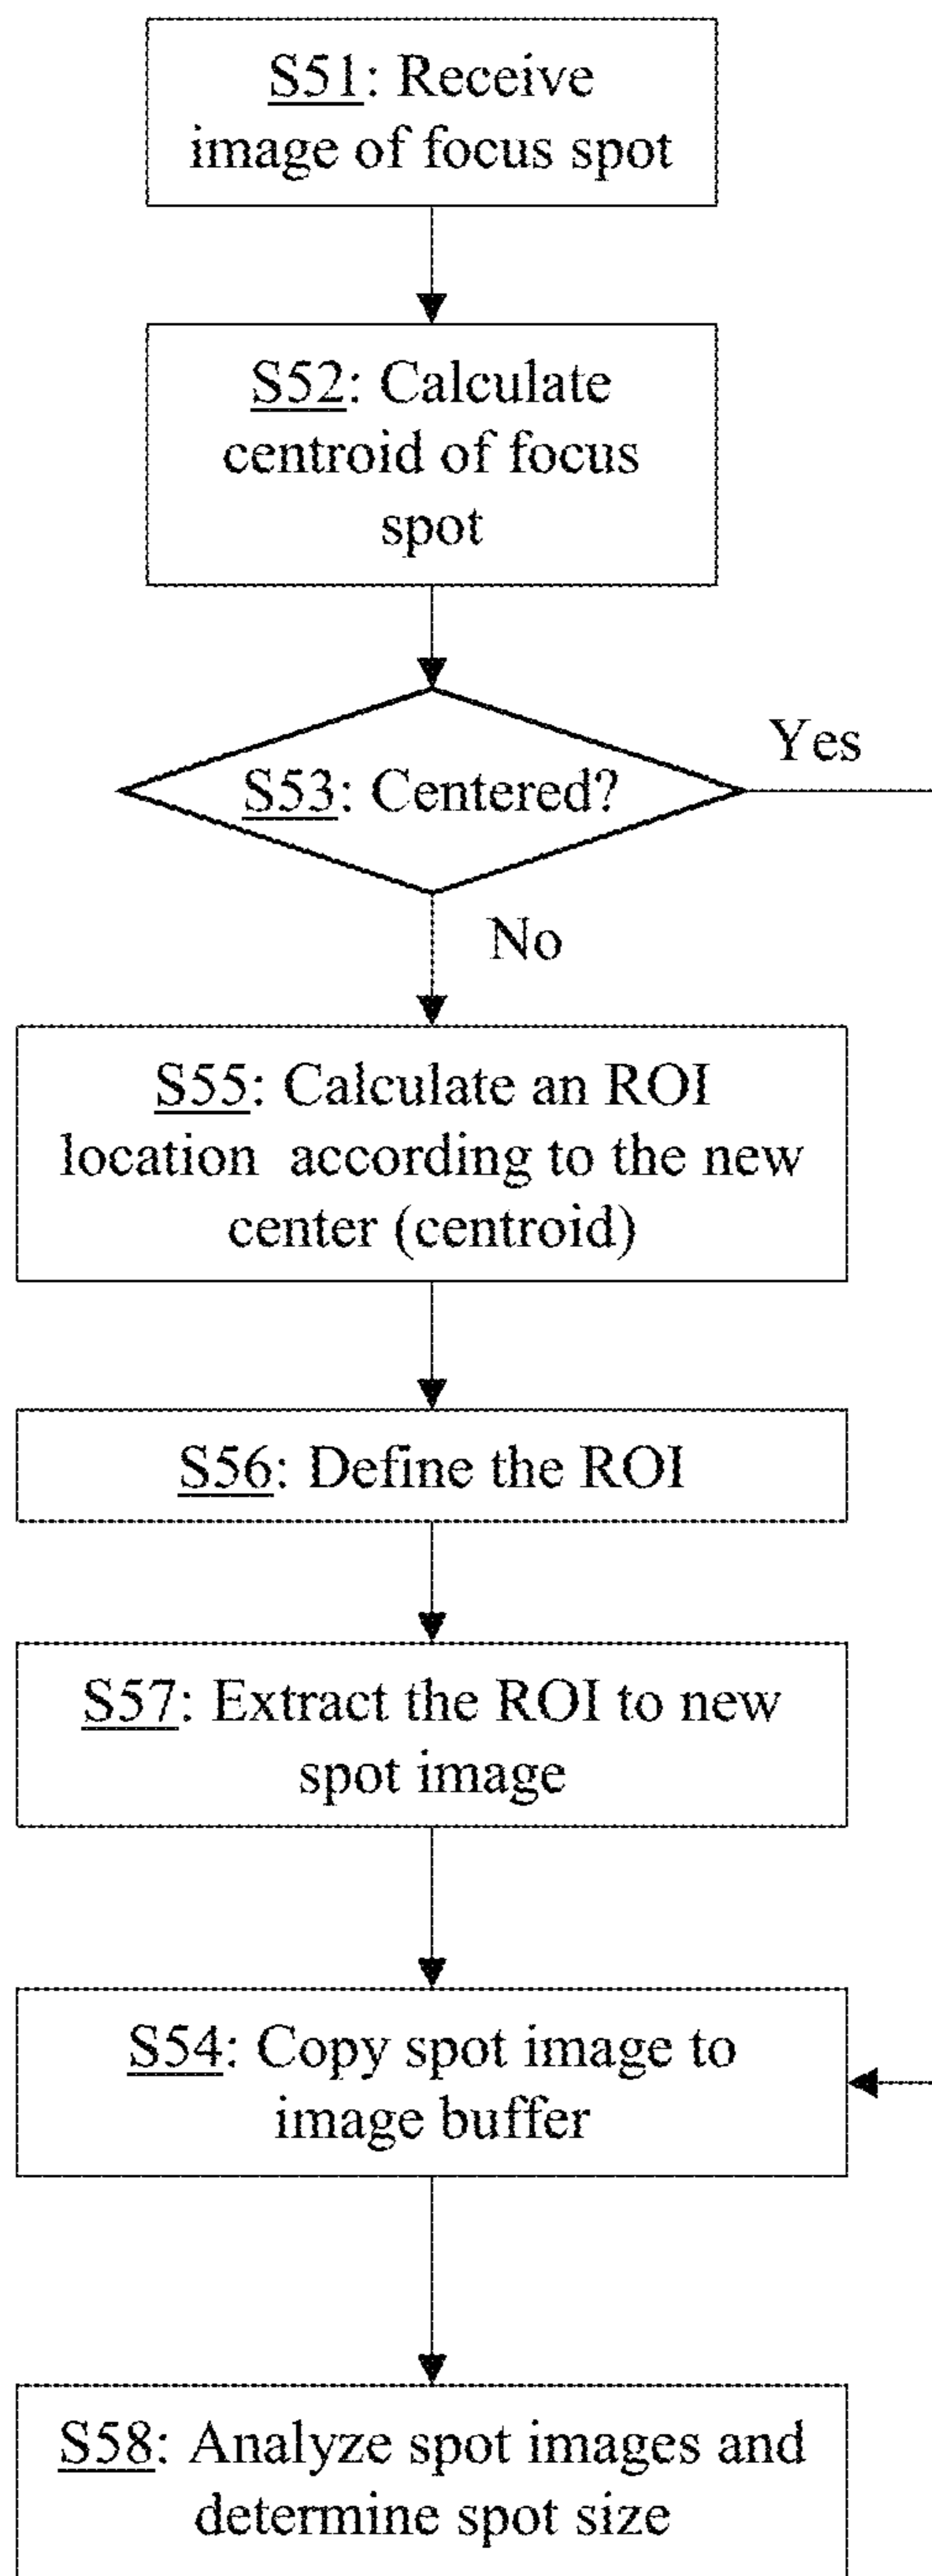 S51: Receive
image of focus spot
S52: Calculate
centroid of focus
spot
S53: Centered?
Yes
No
S55: Calculate an ROI
location according to the new
center (centroid)
S56: Define the ROI
S57: Extract the ROI to new
spot image
S54: Copy spot image to
image buffer
S58: Analyze spot images and
determine spot size